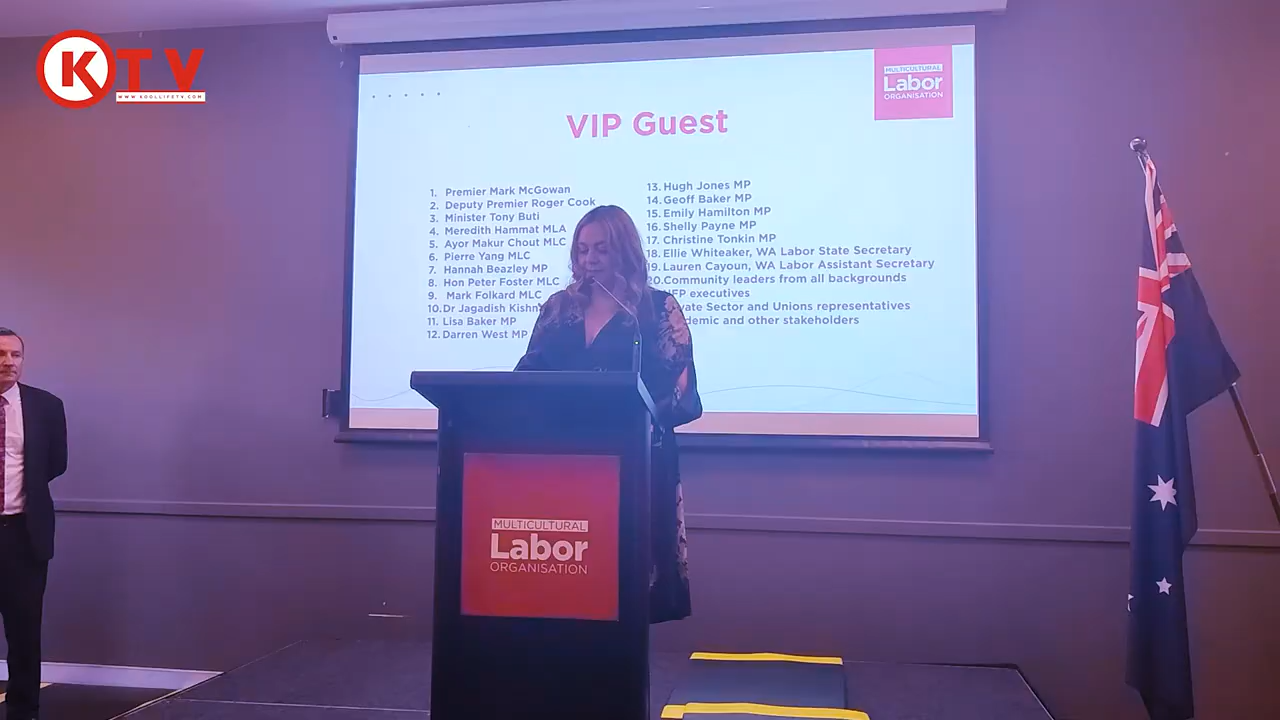 KTV
WWW.KOOLLIFETV.COM
MULTICULTURAL
Labor
ORGANISATION
VIP Guest
1. Premier Mark McGowan
2. Deputy Premier Roger Cook
3. Minister Tony Buti
4. Meredith Hammat MLA
5. Ayor Makur Chout MLC
6. Pierre Yang MLC
7. Hannah Beazley MP
8. Hon Peter Foster MLC
9. Mark Folkard MLC
10. Dr Jagadish Kishn
11. Lisa Baker MP
12. Darren West MP
13. Hugh Jones MP
14. Geoff Baker MP
15. Emily Hamilton MP
16. Shelly Payne MP
17. Christine Tonkin MP
18. Ellie Whiteaker, WA Labor State Secretary
19. Lauren Cayoun, WA Labor Assistant Secretary
20. Community leaders from all backgrounds
executives
Sector and Unions representatives
and other stakeholders
MULTICULTURAL
Labor
ORGANISATION